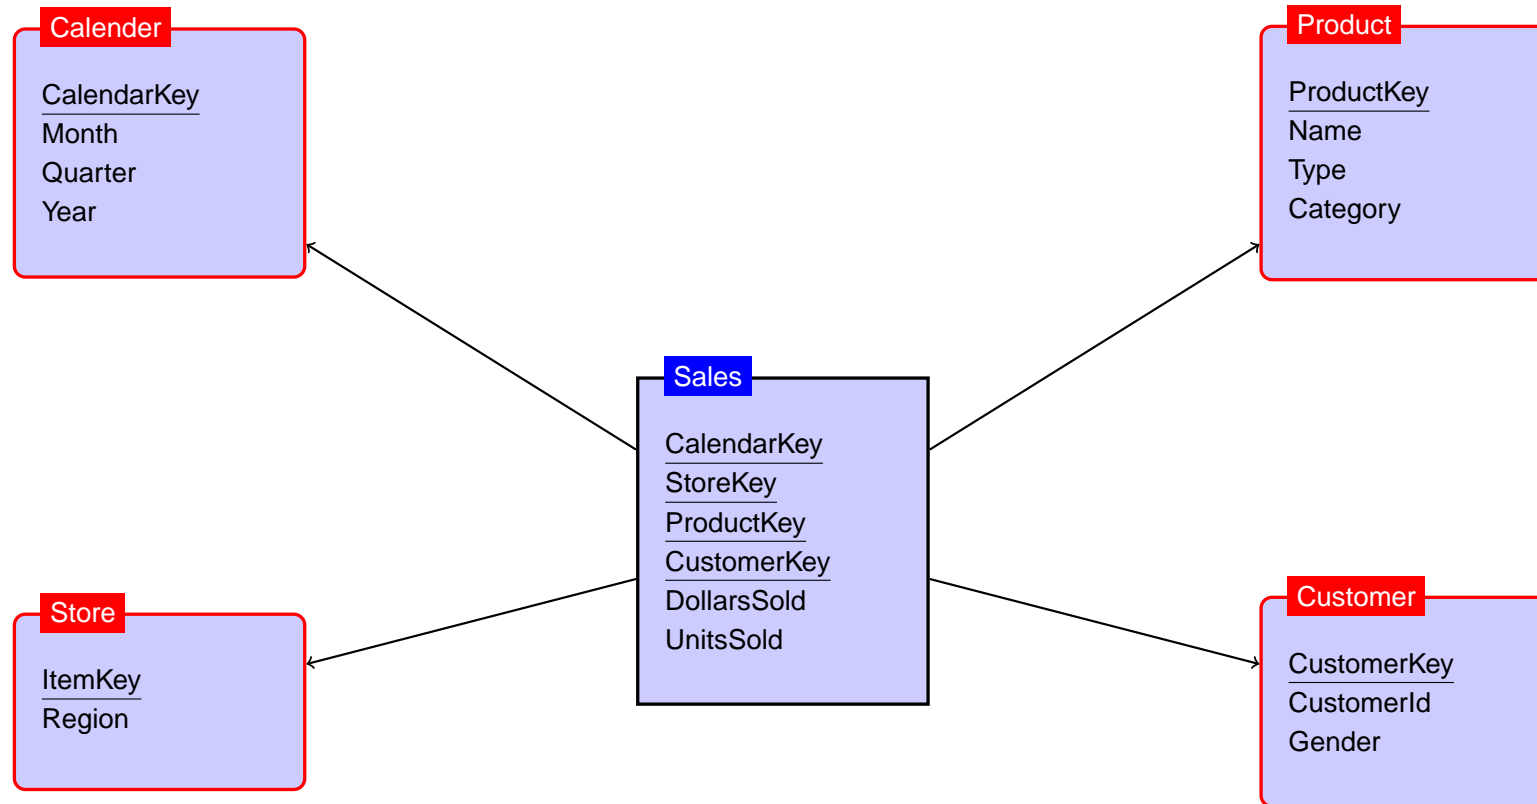 Calender
CalendarKey
Month
Quarter
Year
Product
ProductKey
Name
Type
Category
Sales
CalendarKey
StoreKey
ProductKey
CustomerKey
DollarsSold
UnitsSold
Store
ItemKey
Region
Customer
CustomerKey
CustomerId
Gender